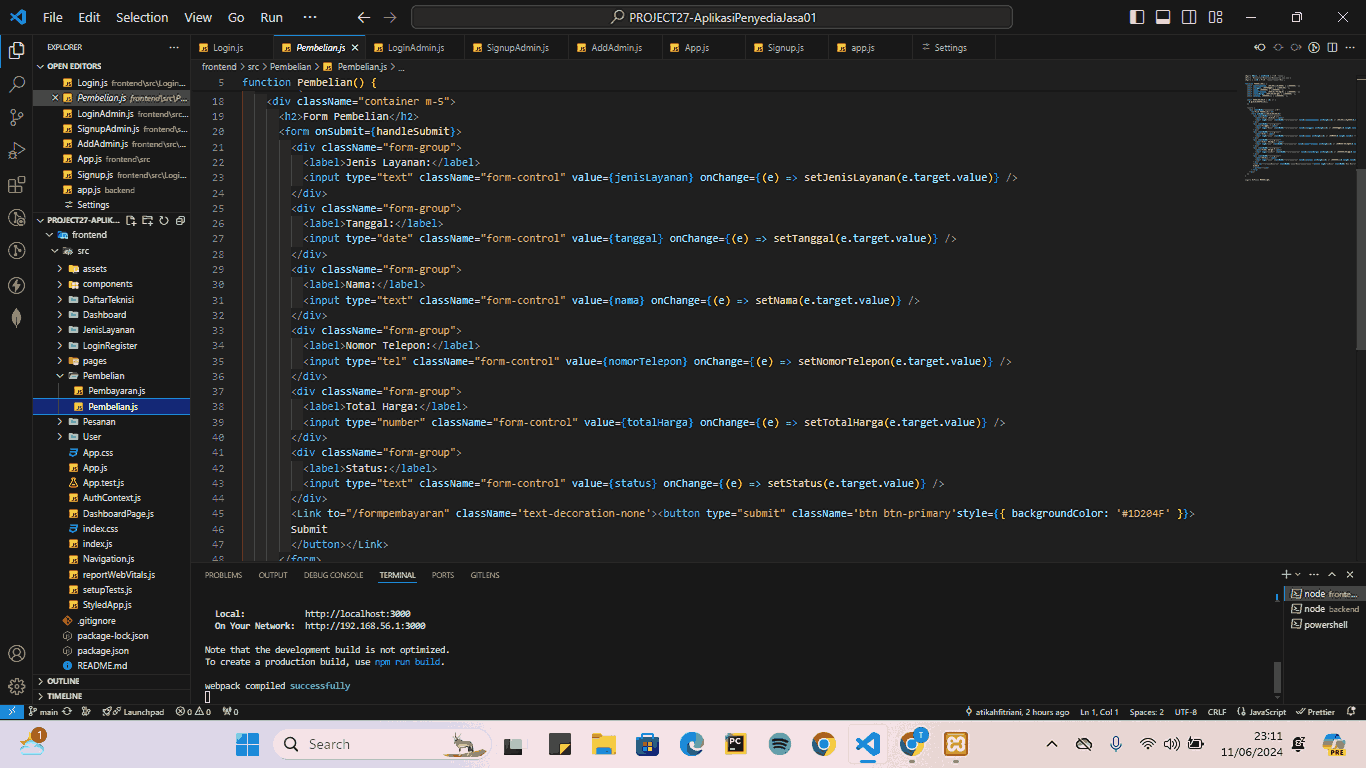 File Edit Selection View Go Run ··· PROJECT27-AplikasiPenyediaJasa01
EXPLORER
OPEN EDITORS
Login.js frontend\src\Login...
Pembelian.js frontend\src\P...
LoginAdmin.js frontend\src...
SignupAdmin.js frontend\s...
AddAdmin.js frontend\src\...
App.js frontend\src
Signup.js frontend\src\Logi...
app.js backend
Settings
PROJECT27-APLIK...
frontend
src
assets
components
DaftarTeknisi
Dashboard
JenisLayanan
LoginRegister
pages
Pembelian
Pembayaran.js
Pembelian.js
Pesanan
User
App.css
App.js
App.test.js
AuthContext.js
DashboardPage.js
index.css
index.js
Navigation.js
reportWebVitals.js
setupTests.js
StyledApp.js
.gitignore
package-lock.json
package.json
README.md
OUTLINE
TIMELINE
Login.js Pembelian.js LoginAdmin.js SignupAdmin.js AddAdmin.js App.js Signup.js app.js Settings
frontend > src > Pembelian > Pembelian.js > ...
5 function Pembelian() {
18 <div className="container m-5">
19 <h2>Form Pembelian</h2>
20 <form onSubmit={handleSubmit}>
21 <div className="form-group">
22 <label>Jenis Layanan:</label>
23 <input type="text" className="form-control" value={jenisLayanan} onChange={(e) => setJenisLayanan(e.target.value)} />
24 </div>
25 <div className="form-group">
26 <label>Tanggal:</label>
27 <input type="date" className="form-control" value={tanggal} onChange={(e) => setTanggal(e.target.value)} />
28 </div>
29 <div className="form-group">
30 <label>Nama:</label>
31 <input type="text" className="form-control" value={nama} onChange={(e) => setNama(e.target.value)} />
32 </div>
33 <div className="form-group">
34 <label>Nomor Telepon:</label>
35 <input type="tel" className="form-control" value={nomorTelepon} onChange={(e) => setNomorTelepon(e.target.value)} />
36 </div>
37 <div className="form-group">
38 <label>Total Harga:</label>
39 <input type="number" className="form-control" value={totalHarga} onChange={(e) => setTotalHarga(e.target.value)} />
40 </div>
41 <div className="form-group">
42 <label>Status:</label>
43 <input type="text" className="form-control" value={status} onChange={(e) => setStatus(e.target.value)} />
44 </div>
45 <Link to="/formpembayaran" className='text-decoration-none'><button type="submit" className='btn btn-primary'style={{ backgroundColor: '#1D204F' }}>
46 Submit
47 </button></Link>
48 </form>
PROBLEMS OUTPUT DEBUG CONSOLE TERMINAL PORTS GITLENS
Local: http://localhost:3000
On Your Network: http://192.168.56.1:3000
Note that the development build is not optimized.
To create a production build, use npm run build.
webpack compiled successfully
node fronte...
node backend
powershell
main Launchpad 0 0 0 atikahfitriani, 2 hours ago Ln 1, Col 1 Spaces: 2 UTF-8 CRLF JavaScript Prettier
1 Search PC T 23:11
11/06/2024 PRE